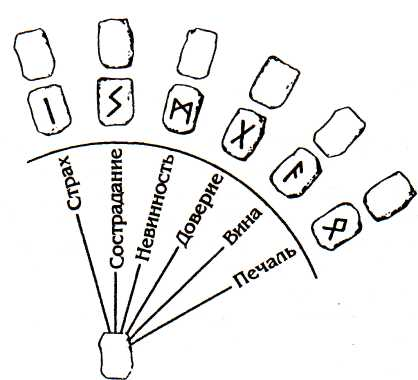 ᛁ
ᛊ
ᛗ
ᚷ
ᚨ
ᛟ
Страх
Сострадание
Невинность
Доверие
Вина
Печаль